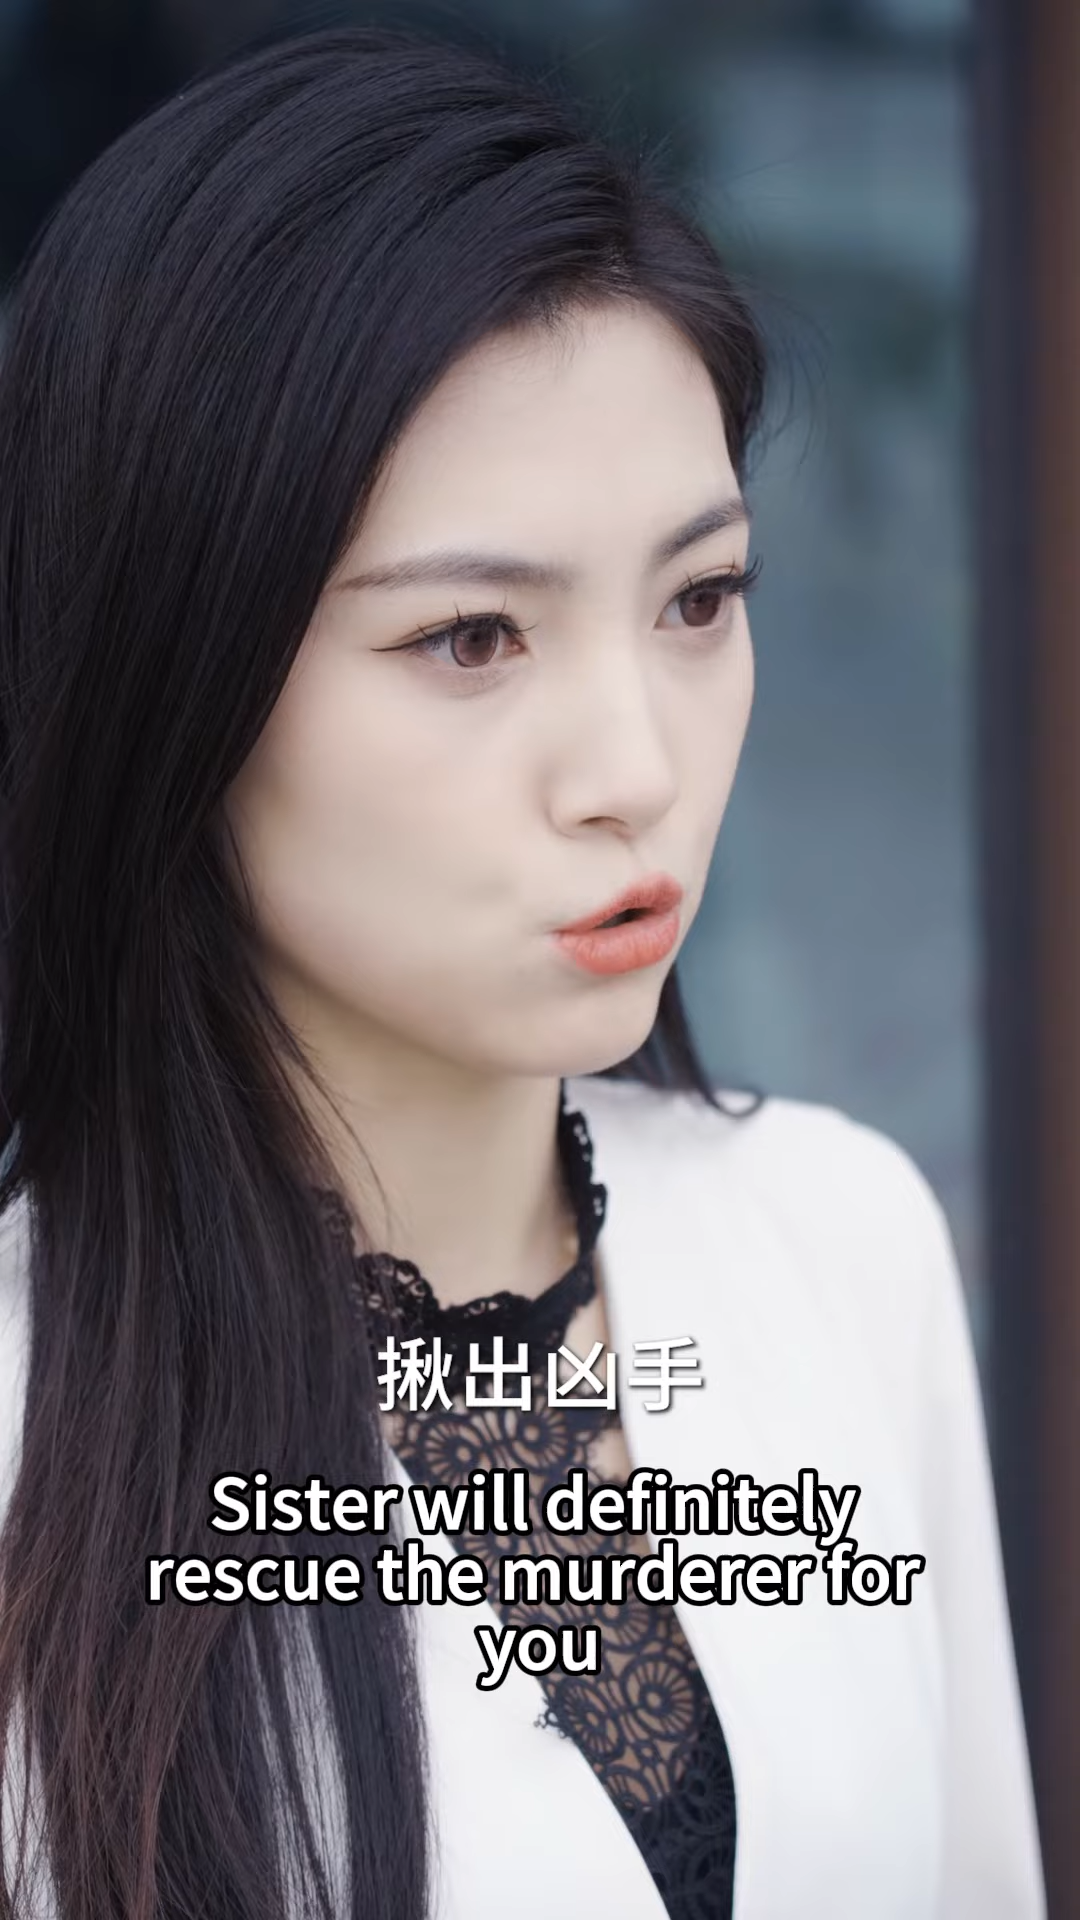 揪出凶手
Sister will definitely
rescue the murderer for
you